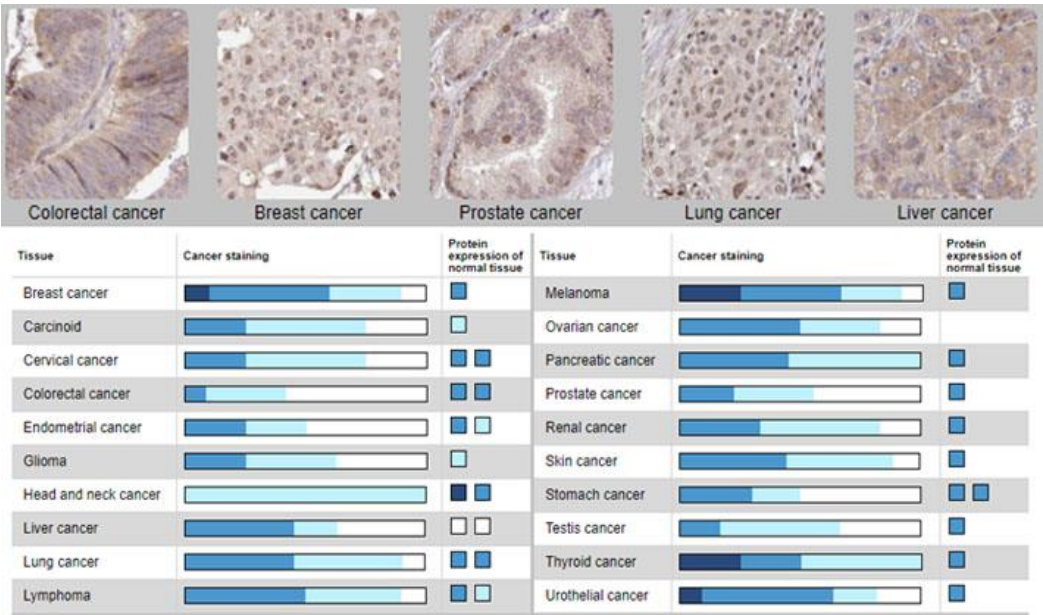 Colorectal cancer
Breast cancer
Prostate cancer
Lung cancer
Liver cancer
Tissue
Cancer staining
Protein
expression of
normal tissue
Breast cancer
Carcinoid
Cervical cancer
Colorectal cancer
Endometrial cancer
Glioma
Head and neck cancer
Liver cancer
Lung cancer
Lymphoma
Tissue
Cancer staining
Protein
expression of
normal tissue
Melanoma
Ovarian cancer
Pancreatic cancer
Prostate cancer
Renal cancer
Skin cancer
Stomach cancer
Testis cancer
Thyroid cancer
Urothelial cancer